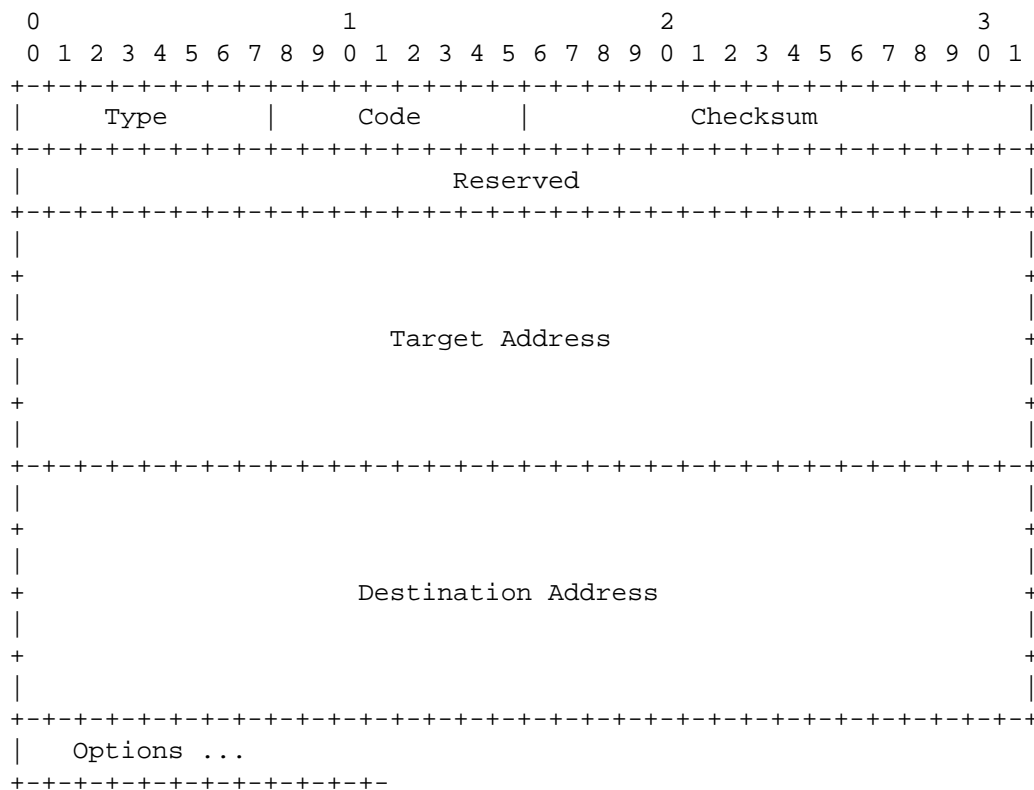 0                   1                   2                   3
 0 1 2 3 4 5 6 7 8 9 0 1 2 3 4 5 6 7 8 9 0 1 2 3 4 5 6 7 8 9 0 1
+-+-+-+-+-+-+-+-+-+-+-+-+-+-+-+-+-+-+-+-+-+-+-+-+-+-+-+-+-+-+-+-+
|     Type      |     Code      |          Checksum             |
+-+-+-+-+-+-+-+-+-+-+-+-+-+-+-+-+-+-+-+-+-+-+-+-+-+-+-+-+-+-+-+-+
|                           Reserved                            |
+-+-+-+-+-+-+-+-+-+-+-+-+-+-+-+-+-+-+-+-+-+-+-+-+-+-+-+-+-+-+-+-+
|                                                               |
+                                                               +
|                                                               |
+                       Target Address                          +
|                                                               |
+                                                               +
|                                                               |
+-+-+-+-+-+-+-+-+-+-+-+-+-+-+-+-+-+-+-+-+-+-+-+-+-+-+-+-+-+-+-+-+
|                                                               |
+                                                               +
|                                                               |
+                     Destination Address                       +
|                                                               |
+                                                               +
|                                                               |
+-+-+-+-+-+-+-+-+-+-+-+-+-+-+-+-+-+-+-+-+-+-+-+-+-+-+-+-+-+-+-+-+
|   Options ...
+-+-+-+-+-+-+-+-+-+-+-+-